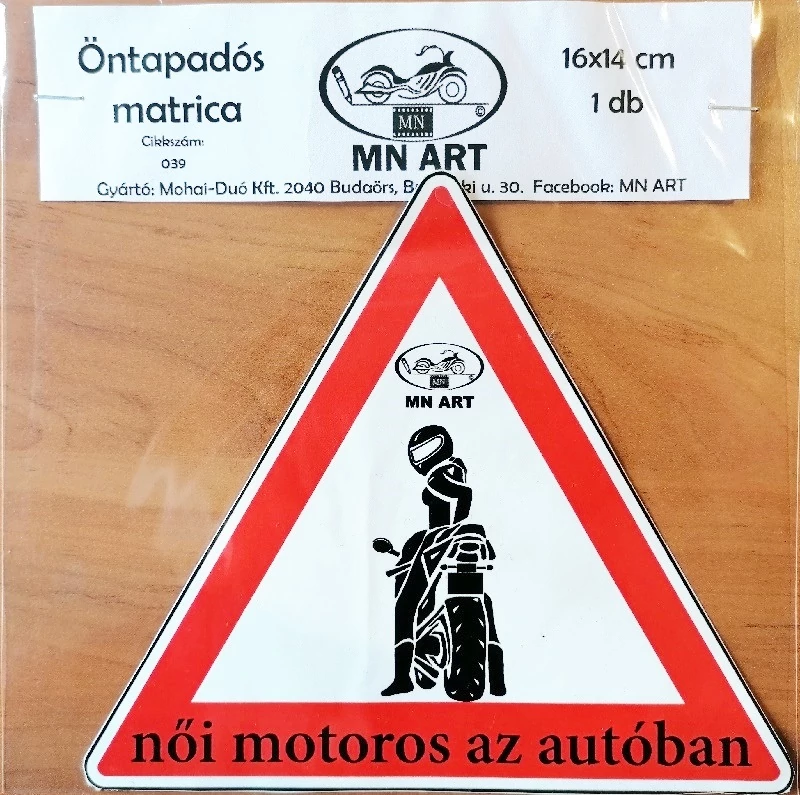 Öntapadós
matrica
Cikkszám:
039
MN
©
MN ART
16x14 cm
1 db
Gyártó: Mohai-Duó Kft. 2040 Budaörs, u. 30. Facebook: MN ART
MN
MN ART
női motoros az autóban